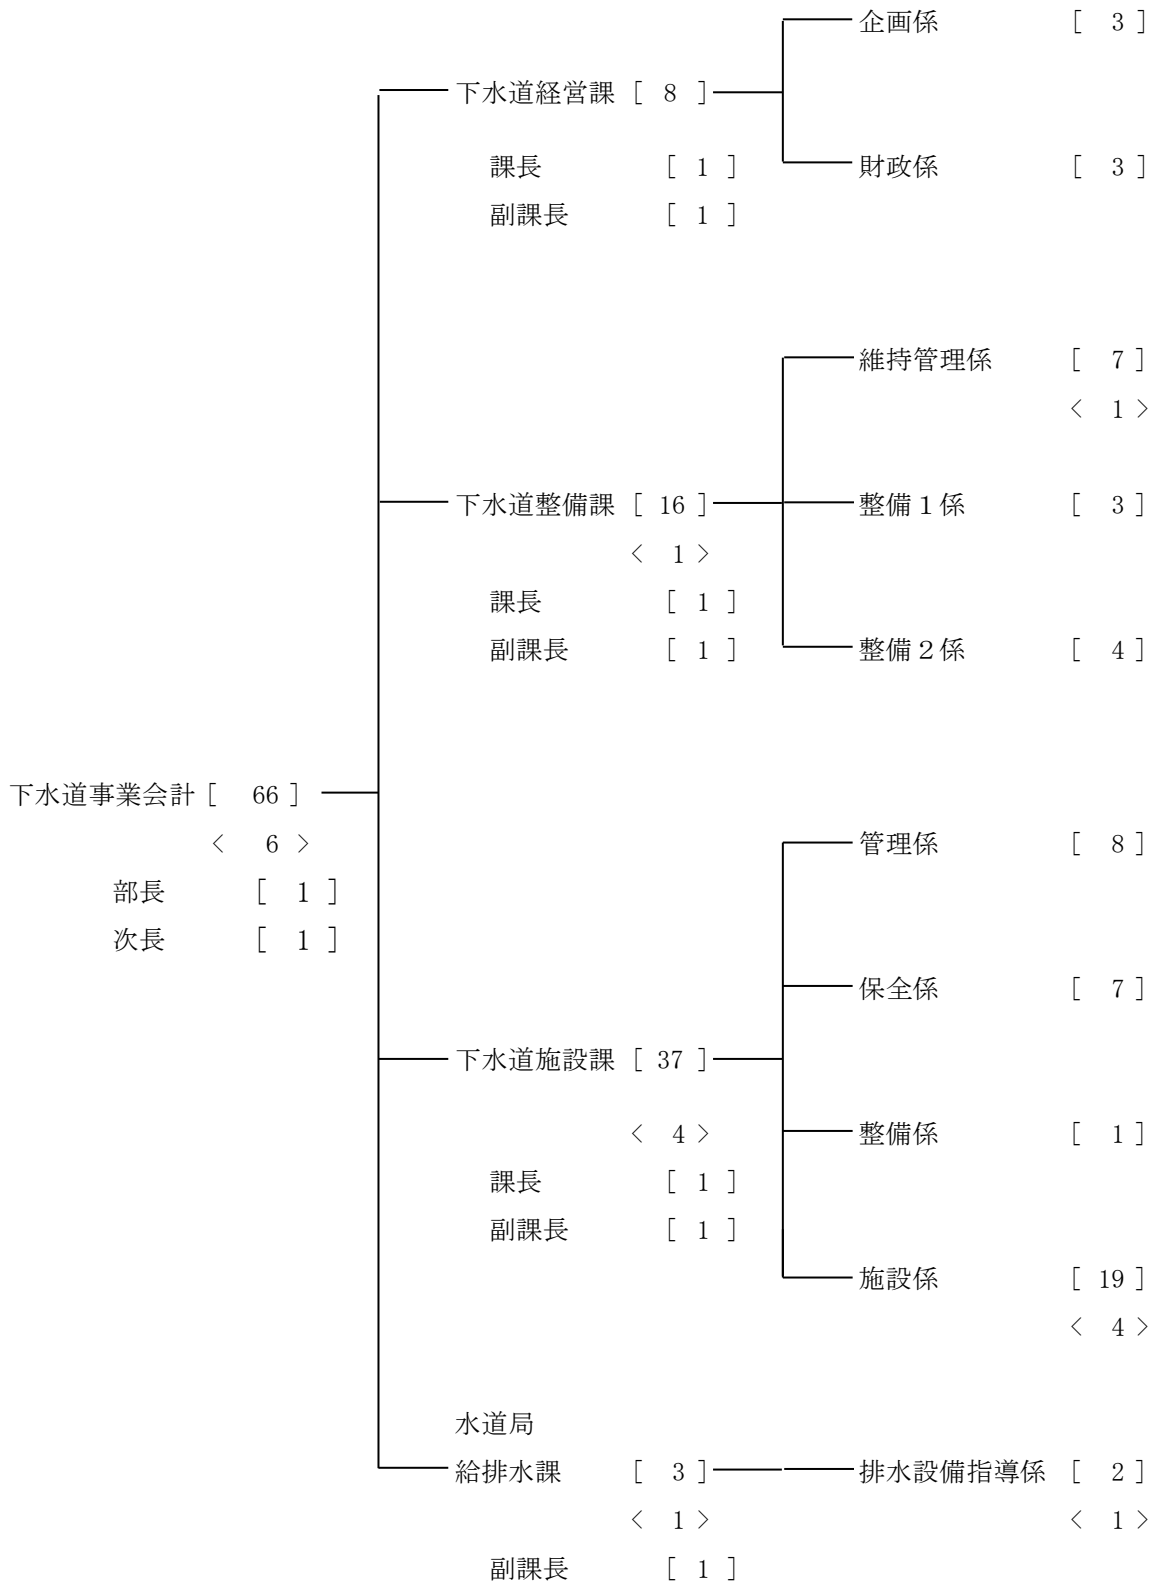 企画係 [ 3 ]
下水道経営課 [ 8 ]
課長 [ 1 ]
財政係 [ 3 ]
副課長 [ 1 ]
維持管理係 [ 7 ]
< 1 >
下水道整備課 [ 16 ]
整備１係 [ 3 ]
< 1 >
課長 [ 1 ]
副課長 [ 1 ]
整備２係 [ 4 ]
下水道事業会計 [ 66 ]
< 6 >
部長 [ 1 ]
次長 [ 1 ]
管理係 [ 8 ]
保全係 [ 7 ]
下水道施設課 [ 37 ]
< 4 >
整備係 [ 1 ]
課長 [ 1 ]
副課長 [ 1 ]
施設係 [ 19 ]
< 4 >
水道局
給排水課 [ 3 ]
排水設備指導係 [ 2 ]
< 1 >
< 1 >
副課長 [ 1 ]